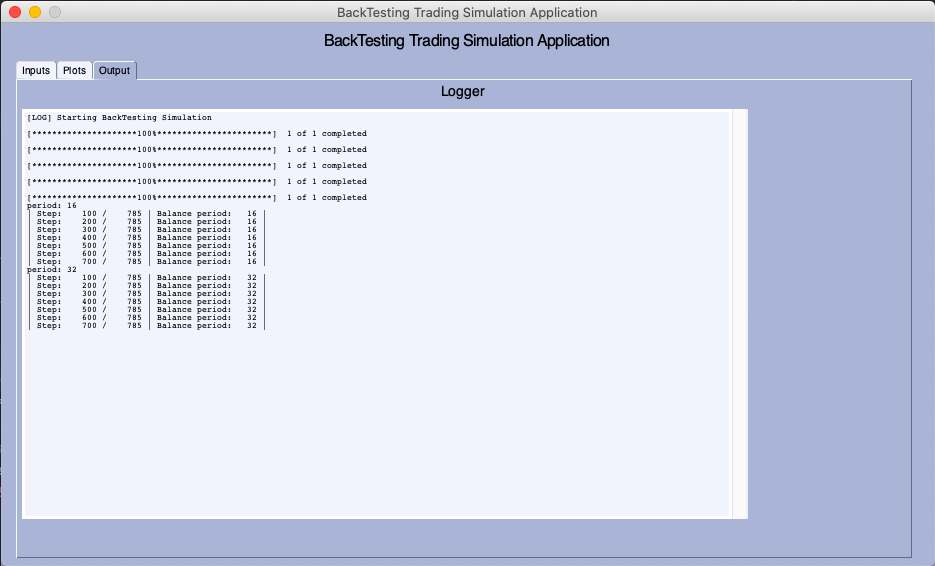 BackTesting Trading Simulation Application
BackTesting Trading Simulation Application
Inputs Plots Output
Logger
[LOG] Starting BackTesting Simulation
[*********************100%***********************]  1 of 1 completed
[*********************100%***********************]  1 of 1 completed
[*********************100%***********************]  1 of 1 completed
[*********************100%***********************]  1 of 1 completed
[*********************100%***********************]  1 of 1 completed
period: 16
| Step:    100 /    785 | Balance period:   16 |
| Step:    200 /    785 | Balance period:   16 |
| Step:    300 /    785 | Balance period:   16 |
| Step:    400 /    785 | Balance period:   16 |
| Step:    500 /    785 | Balance period:   16 |
| Step:    600 /    785 | Balance period:   16 |
| Step:    700 /    785 | Balance period:   16 |
period: 32
| Step:    100 /    785 | Balance period:   32 |
| Step:    200 /    785 | Balance period:   32 |
| Step:    300 /    785 | Balance period:   32 |
| Step:    400 /    785 | Balance period:   32 |
| Step:    500 /    785 | Balance period:   32 |
| Step:    600 /    785 | Balance period:   32 |
| Step:    700 /    785 | Balance period:   32 |